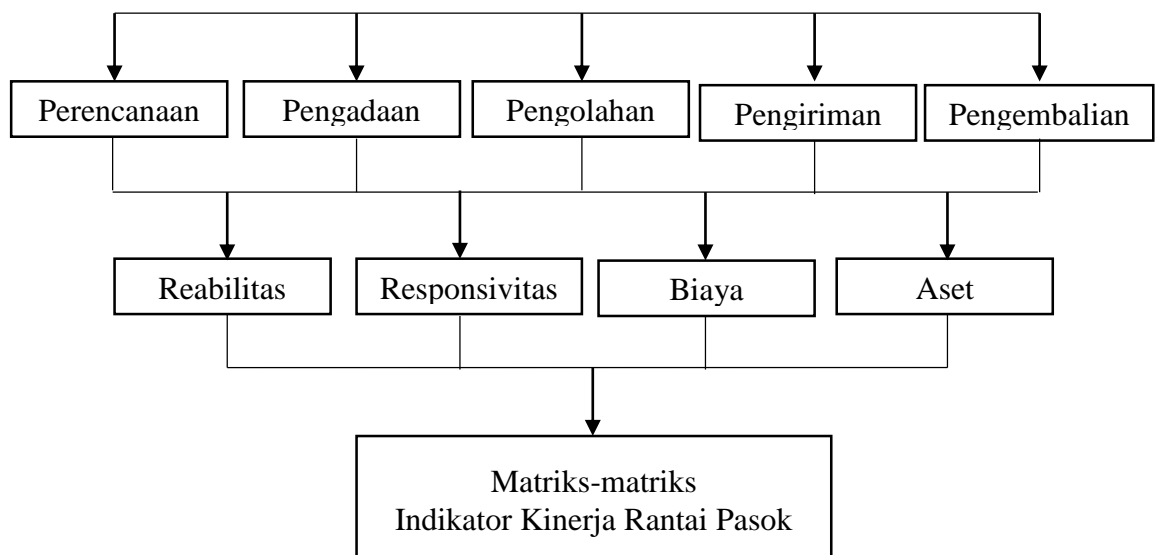 Perencanaan
Pengadaan
Pengolahan
Pengiriman
Pengembalian
Reabilitas
Responsivitas
Biaya
Aset
Matriks-matriks
Indikator Kinerja Rantai Pasok